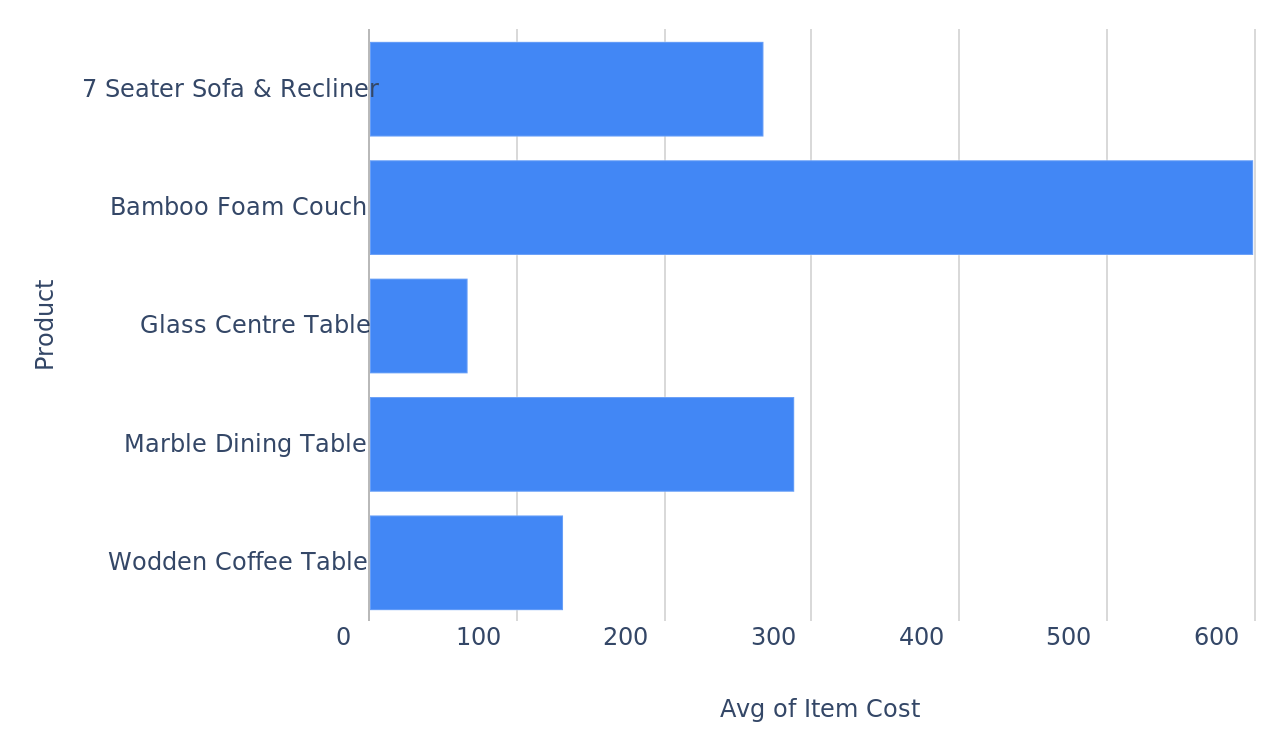 7 Seater Sofa & Recliner
Bamboo Foam Couch
Glass Centre Table
Marble Dining Table
Wodden Coffee Table
Product
0 100 200 300 400 500 600
Avg of Item Cost